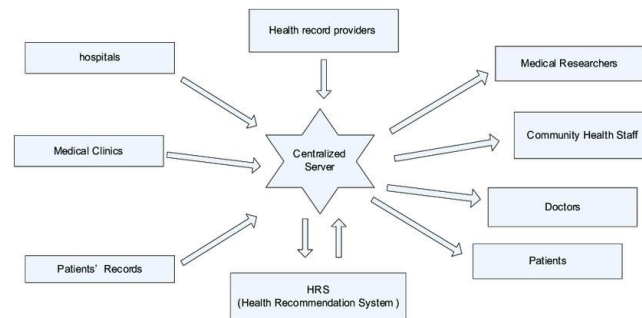 Health record providers
hospitals
Medical Researchers
Community Health Staff
Medical Clinics
Centralized
Server
Doctors
Patients' Records
Patients
HRS
(Health Recommendation System )